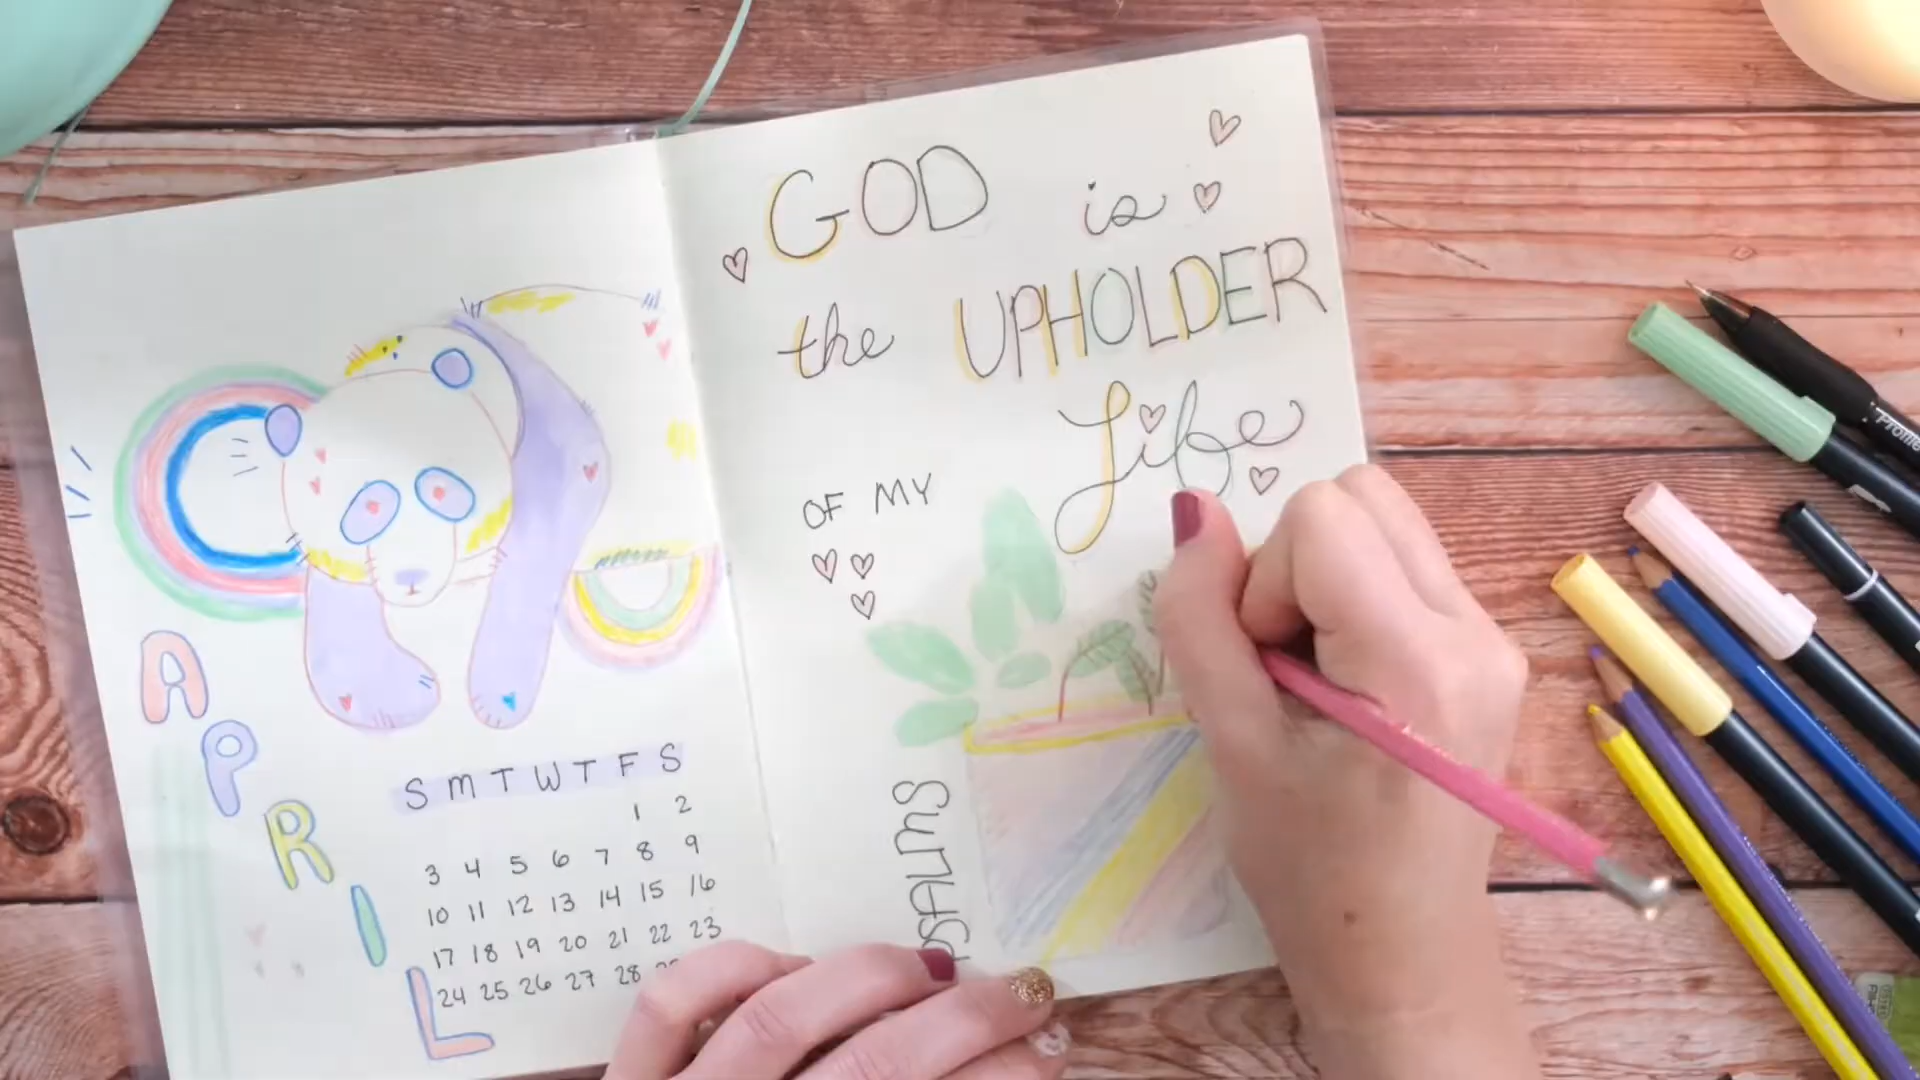 GOD is
the UPHOLDER
OF MY Life
PSALMS
APRIL
S M T W T F S
1 2
3 4 5 6 7 8 9
10 11 12 13 14 15 16
17 18 19 20 21 22 23
24 25 26 27 28
Profile